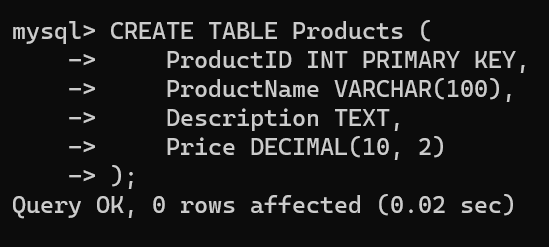 mysql> CREATE TABLE Products (
    ->     ProductID INT PRIMARY KEY,
    ->     ProductName VARCHAR(100),
    ->     Description TEXT,
    ->     Price DECIMAL(10, 2)
    -> );
Query OK, 0 rows affected (0.02 sec)